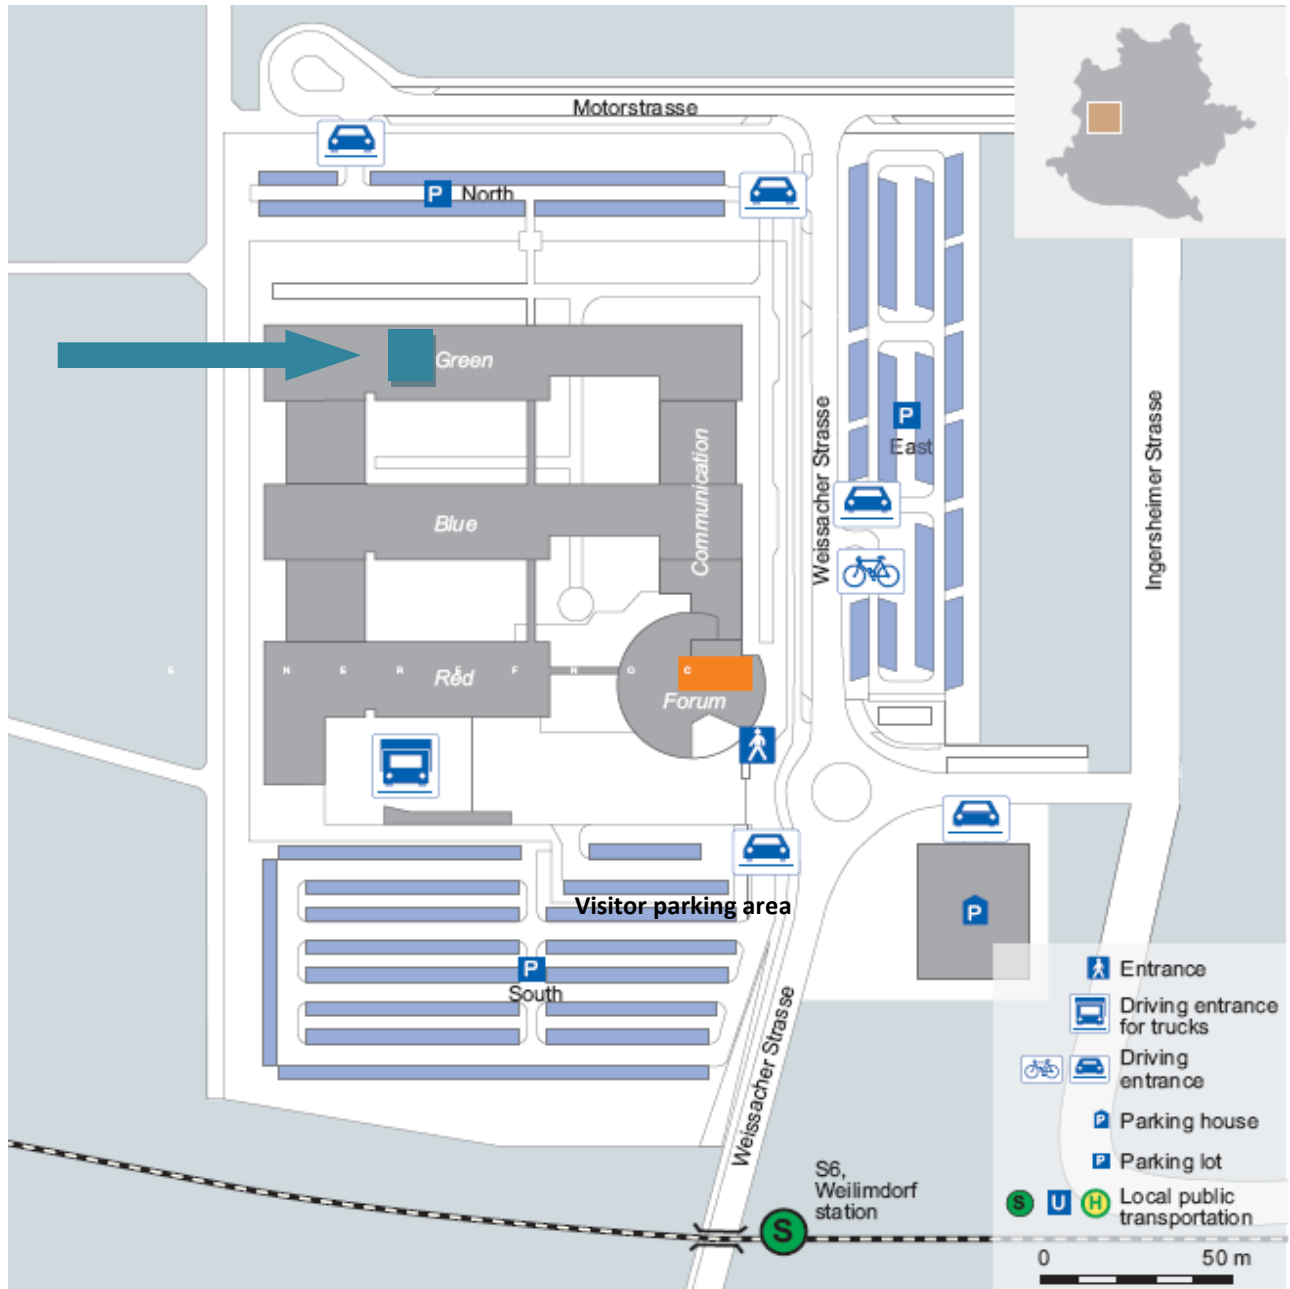 Motorstrasse
P North
Green
Communication
Weissacher Strasse
P
East
Ingersheimer Strasse
Blue
E N E R E F N O C
Red
Forum
Visitor parking area
P
P
South
Weissacher Strasse
S6,
Weilimdorf
station
S
Entrance
Driving entrance
for trucks
Driving
entrance
P Parking house
P Parking lot
S U H Local public
transportation
0 50 m